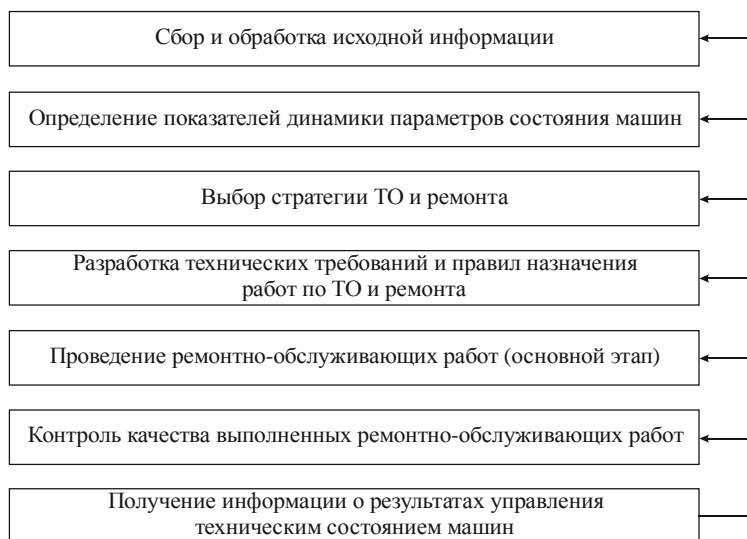 Сбор и обработка исходной информации
Определение показателей динамики параметров состояния машин
Выбор стратегии ТО и ремонта
Разработка технических требований и правил назначения
работ по ТО и ремонта
Проведение ремонтно-обслуживающих работ (основной этап)
Контроль качества выполненных ремонтно-обслуживающих работ
Получение информации о результатах управления
техническим состоянием машин